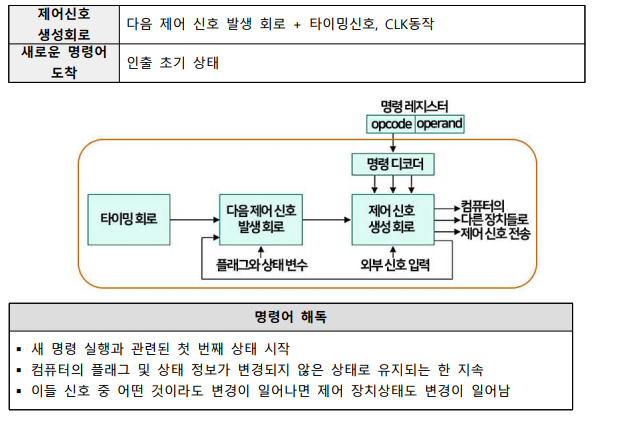 제어신호
생성회로
다음 제어 신호 발생 회로 + 타이밍신호, CLK동작
새로운 명령어
도착
인출 초기 상태
명령 레지스터
opcode operand
명령 디코더
타이밍 회로
다음 제어 신호
발생 회로
제어 신호
생성 회로
컴퓨터의
다른 장치들로
제어 신호 전송
플래그와 상태 변수
외부 신호 입력
명령어 해독
▪ 새 명령 실행과 관련된 첫 번째 상태 시작
▪ 컴퓨터의 플래그 및 상태 정보가 변경되지 않은 상태로 유지되는 한 지속
▪ 이들 신호 중 어떤 것이라도 변경이 일어나면 제어 장치상태도 변경이 일어남